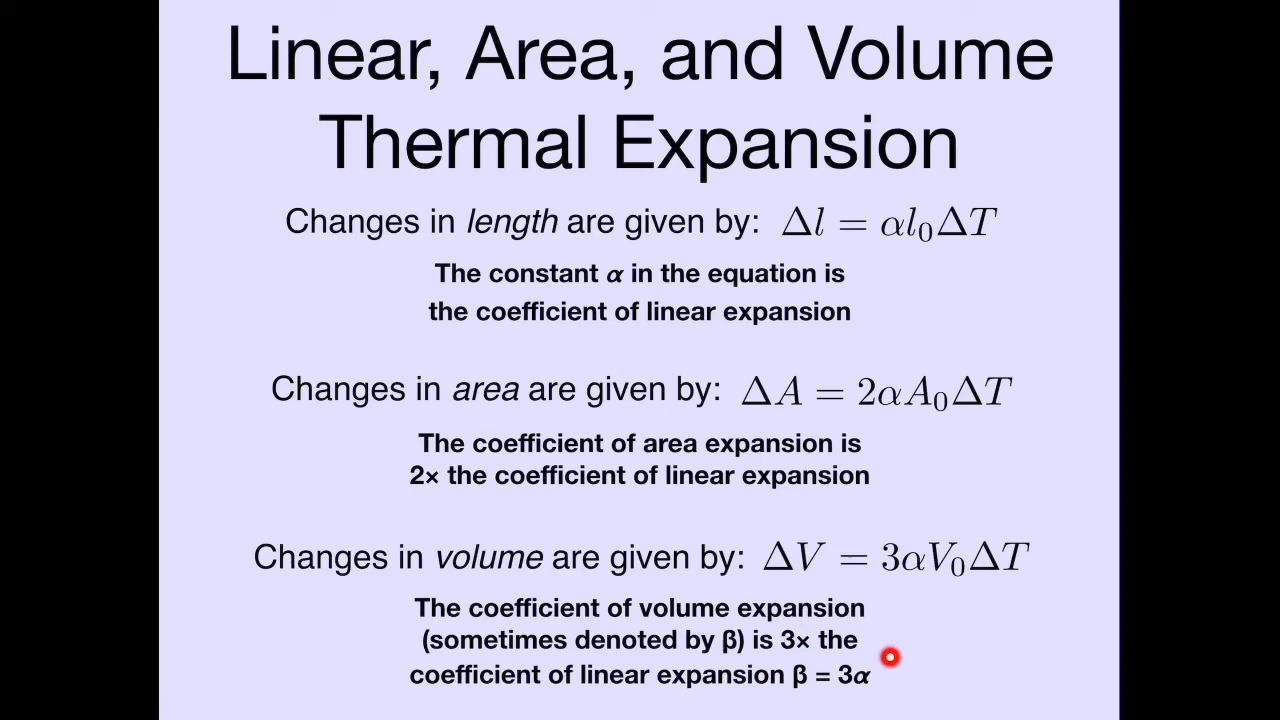 Linear, Area, and Volume
Thermal Expansion
Changes in length are given by: Δl = αl₀ΔT
The constant α in the equation is
the coefficient of linear expansion
Changes in area are given by: ΔA = 2αA₀ΔT
The coefficient of area expansion is
2× the coefficient of linear expansion
Changes in volume are given by: ΔV = 3αV₀ΔT
The coefficient of volume expansion
(sometimes denoted by β) is 3× the
coefficient of linear expansion β = 3α